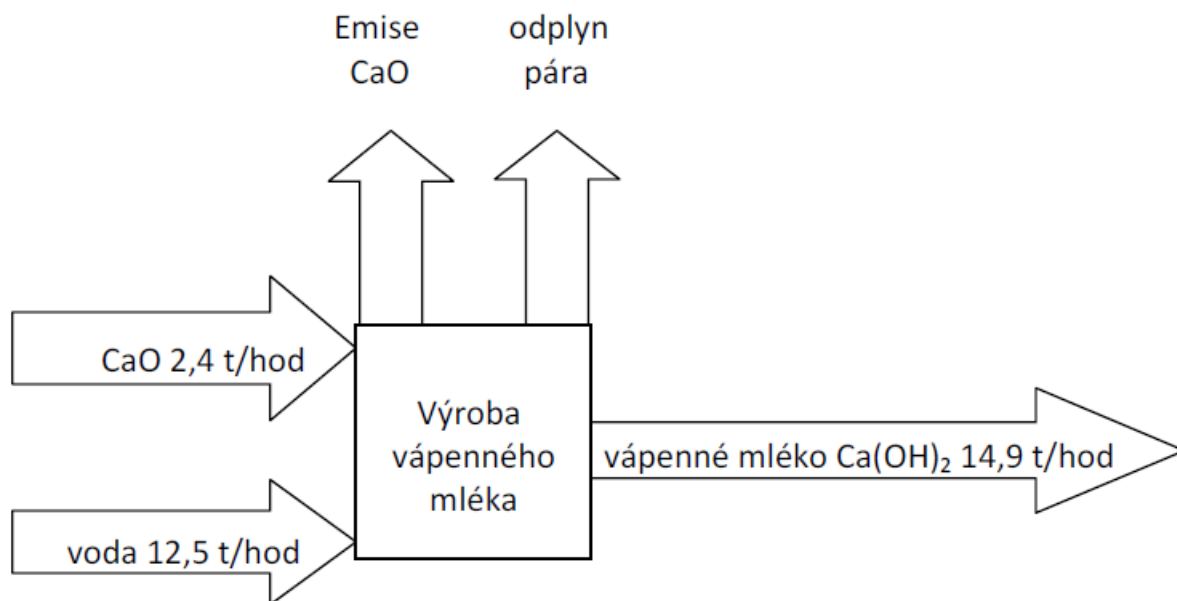 Emise
CaO
odplyn
pára
CaO 2,4 t/hod
Výroba
vápenného
mléka
vápenné mléko Ca(OH)₂ 14,9 t/hod
voda 12,5 t/hod